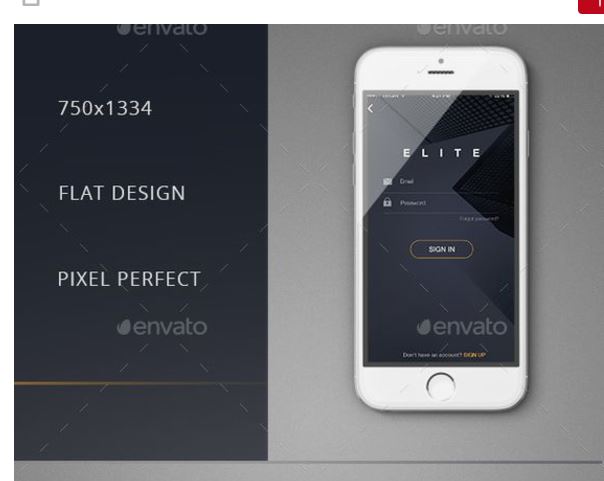 envato
envato
750x1334
FLAT DESIGN
PIXEL PERFECT
envato
ELITE
Email
Password
Forgot password?
SIGN IN
envato
Don't have an account? SIGN UP